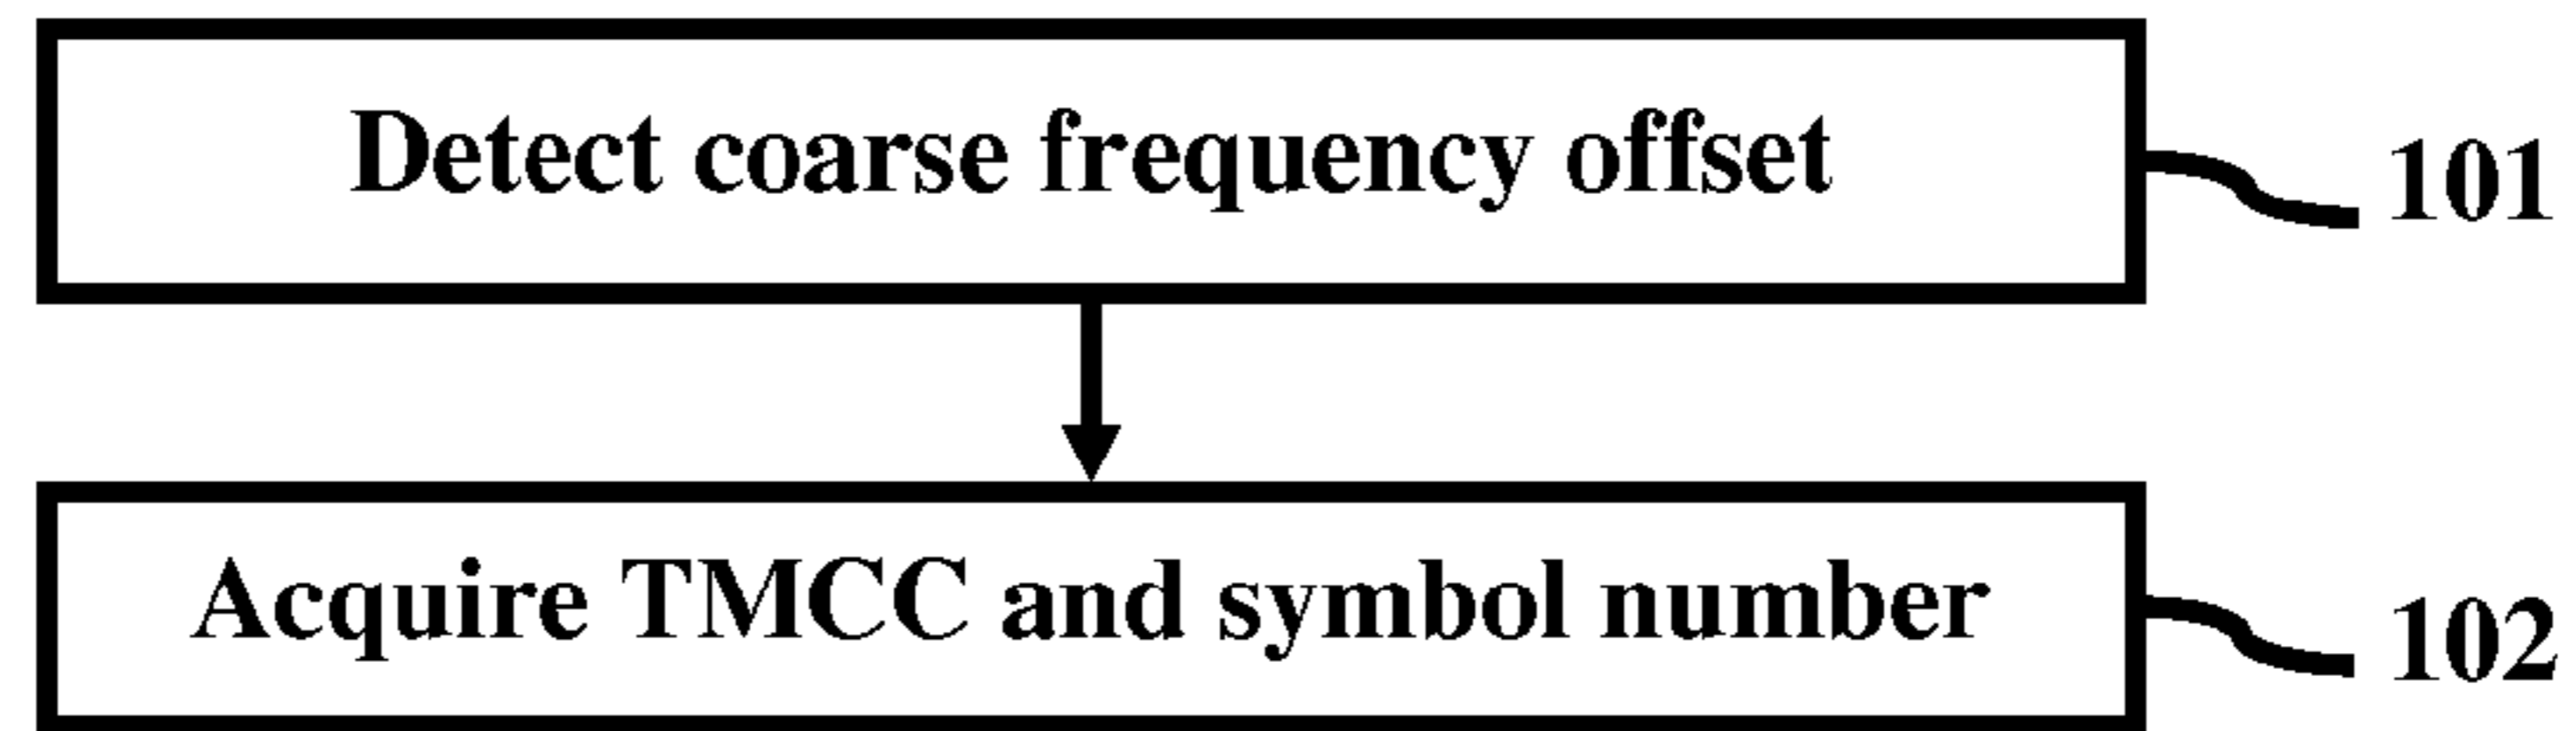 Detect coarse frequency offset
101
Acquire TMCC and symbol number
102